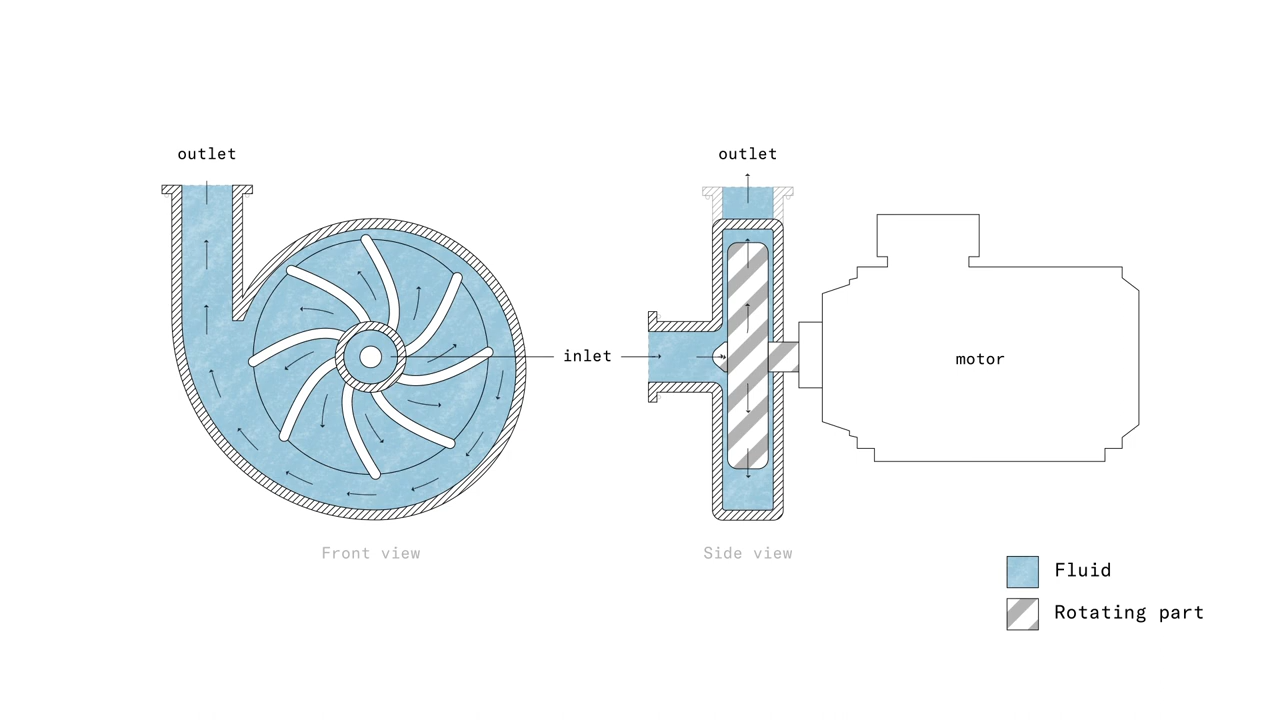 outlet
outlet
inlet
motor
Front view
Side view
Fluid
Rotating part